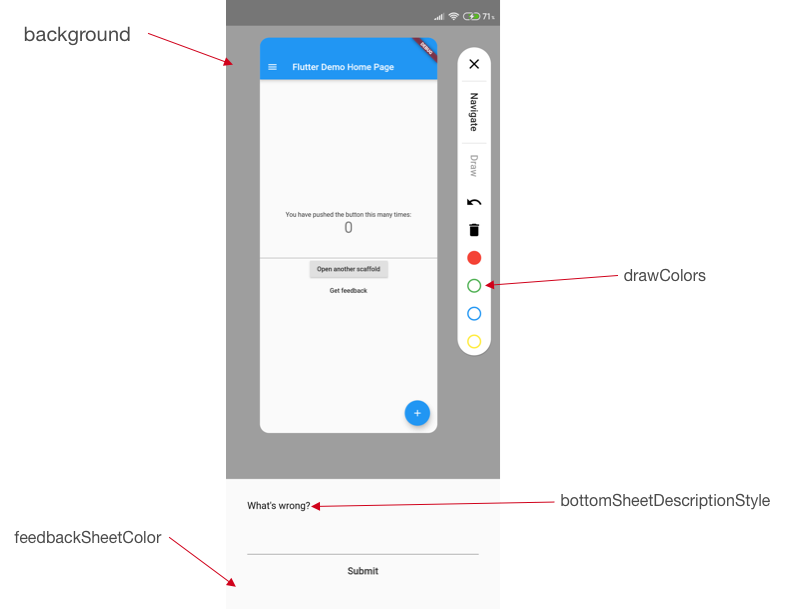 71%
background
DEBUG
Flutter Demo Home Page
Navigate
Draw
You have pushed the button this many times:
0
Open another scaffold
drawColors
Get feedback
+
What's wrong?
bottomSheetDescriptionStyle
feedbackSheetColor
Submit